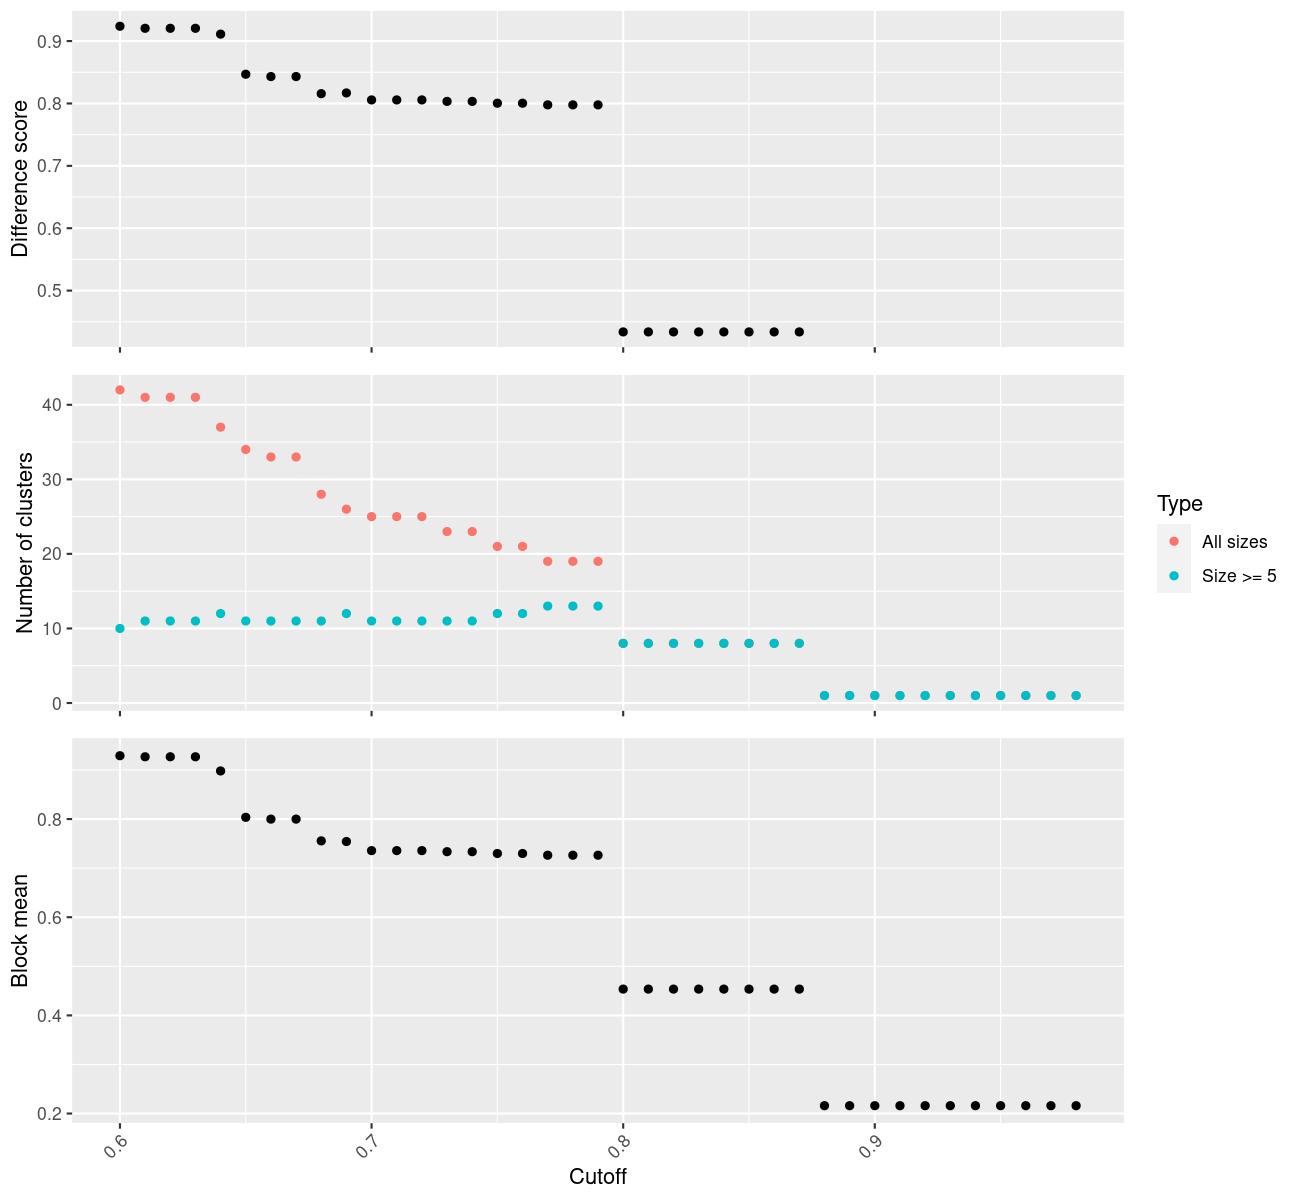 Difference score
0.9
0.8
0.7
0.6
0.5
Number of clusters
40
30
20
10
0
Type
All sizes
Size >= 5
Block mean
0.8
0.6
0.4
0.2
0.6 0.7 0.8 0.9
Cutoff